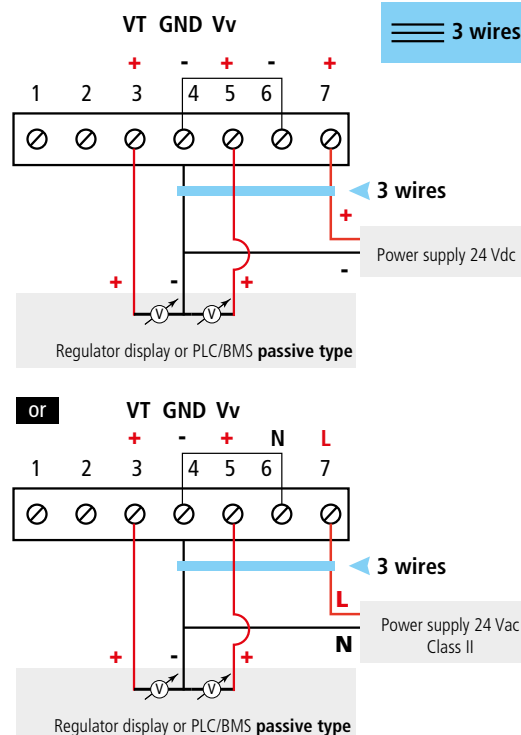 VT GND Vv
3 wires
+ - + - +
1 2 3 4 5 6 7
3 wires
+
Power supply 24 Vdc
-
+ - +
V V
Regulator display or PLC/BMS passive type
or
VT GND Vv
+ - + N L
1 2 3 4 5 6 7
3 wires
L
Power supply 24 Vac
Class II
N
+ - +
V V
Regulator display or PLC/BMS passive type